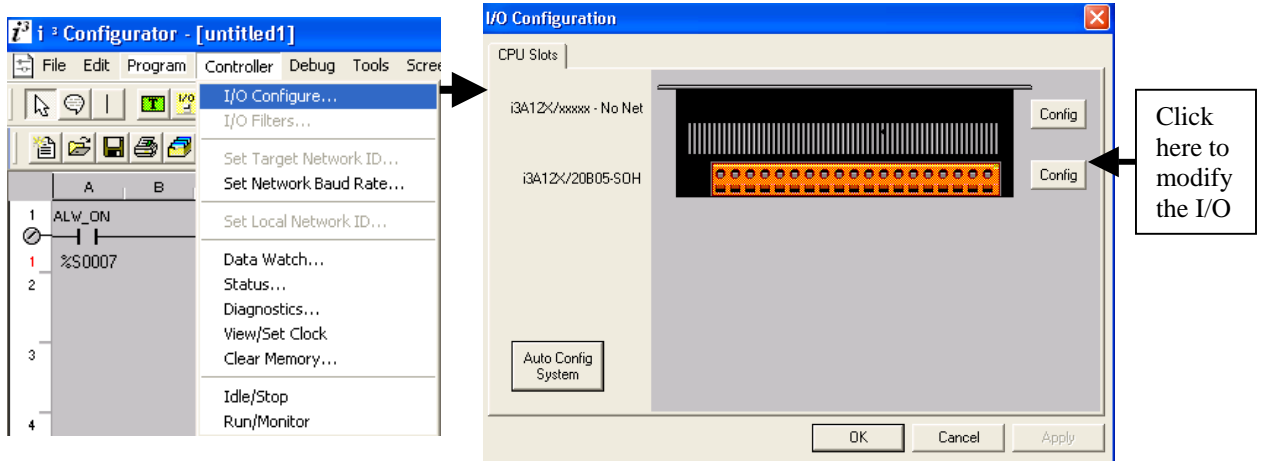 i³ i ³ Configurator - [untitled1]
File Edit Program Controller Debug Tools Scree
T I/O
I/O Configure...
I/O Filters...
Set Target Network ID...
Set Network Baud Rate...
Set Local Network ID...
Data Watch...
Status...
Diagnostics...
View/Set Clock
Clear Memory...
Idle/Stop
Run/Monitor
A B
1 ALW_ON
1 %S0007
2
3
4
I/O Configuration
CPU Slots
i3A12X/xxxxx - No Net
Config
i3A12X/20B05-SOH
Config
Auto Config
System
OK Cancel Apply
Click
here to
modify
the I/O